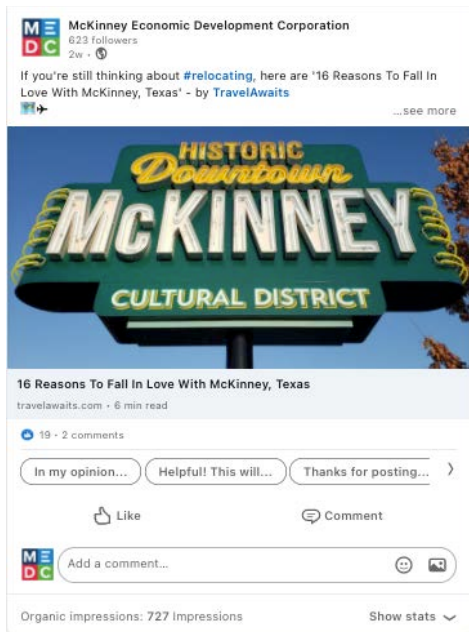 MEDC
McKinney Economic Development Corporation
623 followers
2w •
If you're still thinking about #relocating, here are '16 Reasons To Fall In
Love With McKinney, Texas' - by TravelAwaits
...see more
HISTORIC
Downtown
McKINNEY
CULTURAL DISTRICT
16 Reasons To Fall In Love With McKinney, Texas
travelawaits.com • 6 min read
19 • 2 comments
In my opinion... Helpful! This will... Thanks for posting...
Like Comment
MEDC Add a comment...
Organic impressions: 727 Impressions Show stats